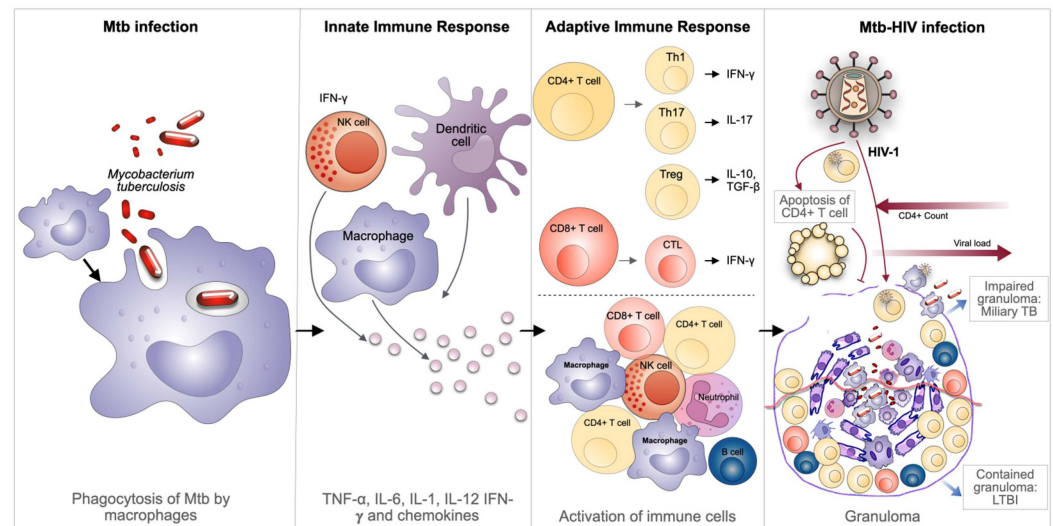 Mtb infection
Mycobacterium
tuberculosis
Phagocytosis of Mtb by
macrophages
Innate Immune Response
IFN-γ
NK cell
Dendritic
cell
Macrophage
TNF-α, IL-6, IL-1, IL-12 IFN-
γ and chemokines
Adaptive Immune Response
CD4+ T cell
Th1
IFN-γ
Th17
IL-17
Treg
IL-10,
TGF-β
CD8+ T cell
CTL
IFN-γ
CD8+ T cell
CD4+ T cell
Macrophage
NK cell
Neutrophil
CD4+ T cell
Macrophage
B cell
Activation of immune cells
Mtb-HIV infection
HIV-1
Apoptosis of
CD4+ T cell
CD4+ Count
Viral load
Impaired
granuloma:
Miliary TB
Contained
granuloma:
LTBI
Granuloma